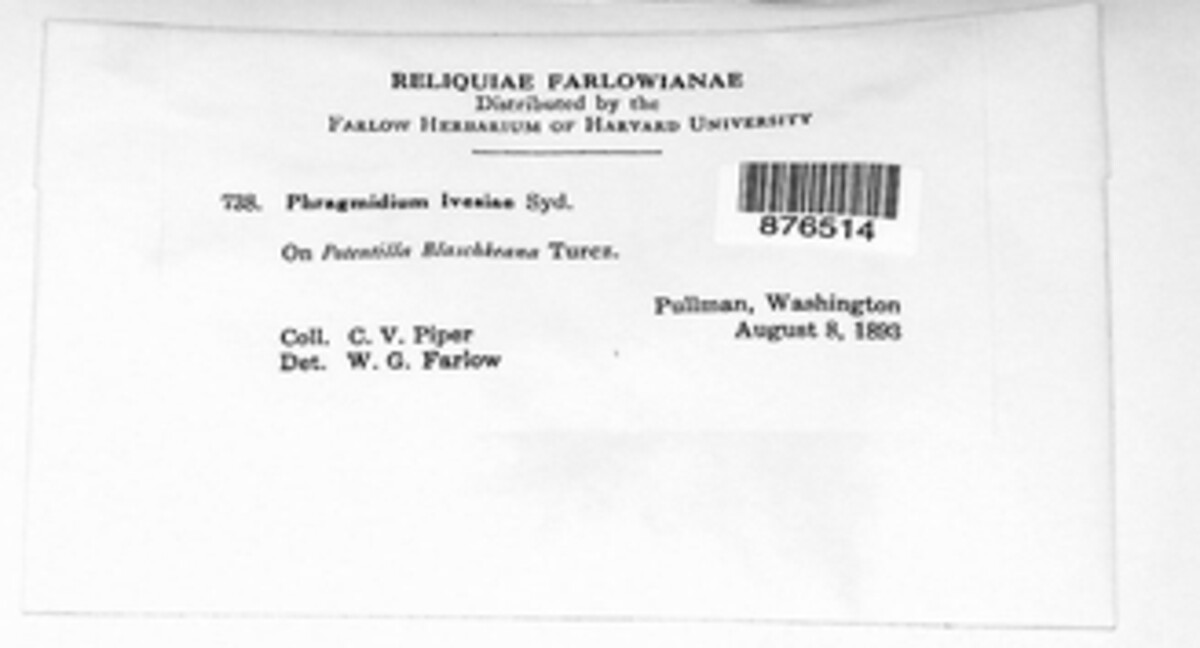 RELIQUIAE FARLOWIANAE
Distributed by the
FARLOW HERBARIUM OF HARVARD UNIVERSITY
738. Phragmidium Ivesiae Syd.
876514
On Potentilla Blaschkeana Turcz.
Pullman, Washington
August 8, 1893
Coll. C. V. Piper
Det. W. G. Farlow